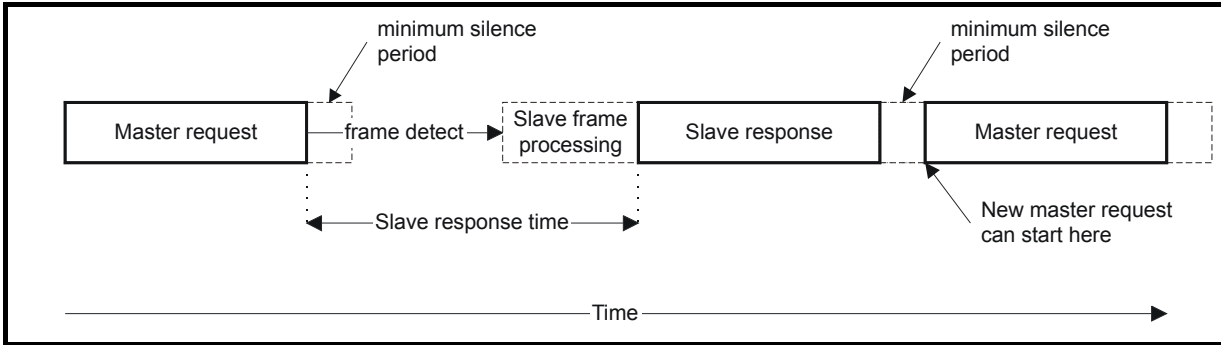 minimum silence
period
minimum silence
period
Master request
frame detect
Slave frame
processing
Slave response
Master request
Slave response time
New master request
can start here
Time